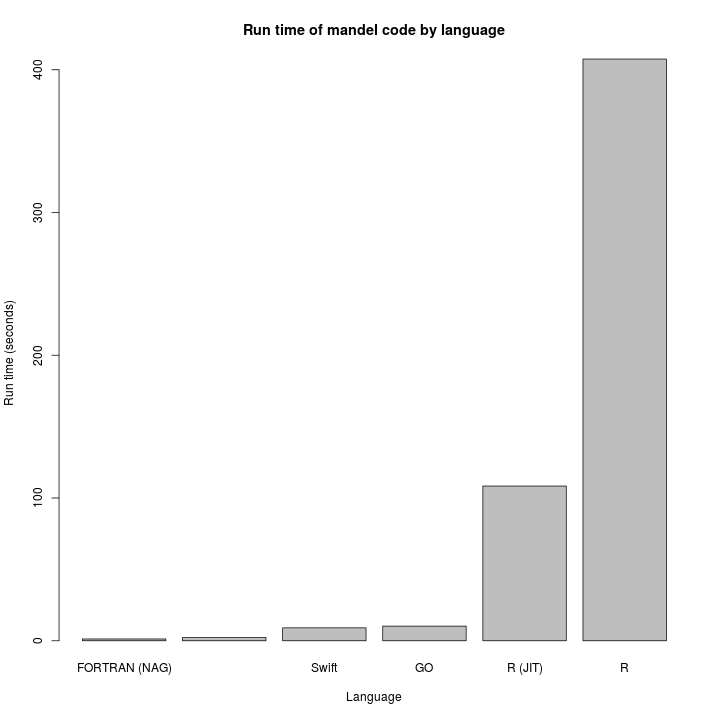 Run time of mandel code by language
Run time (seconds)
400
300
200
100
0
FORTRAN (NAG) Swift GO R (JIT) R
Language